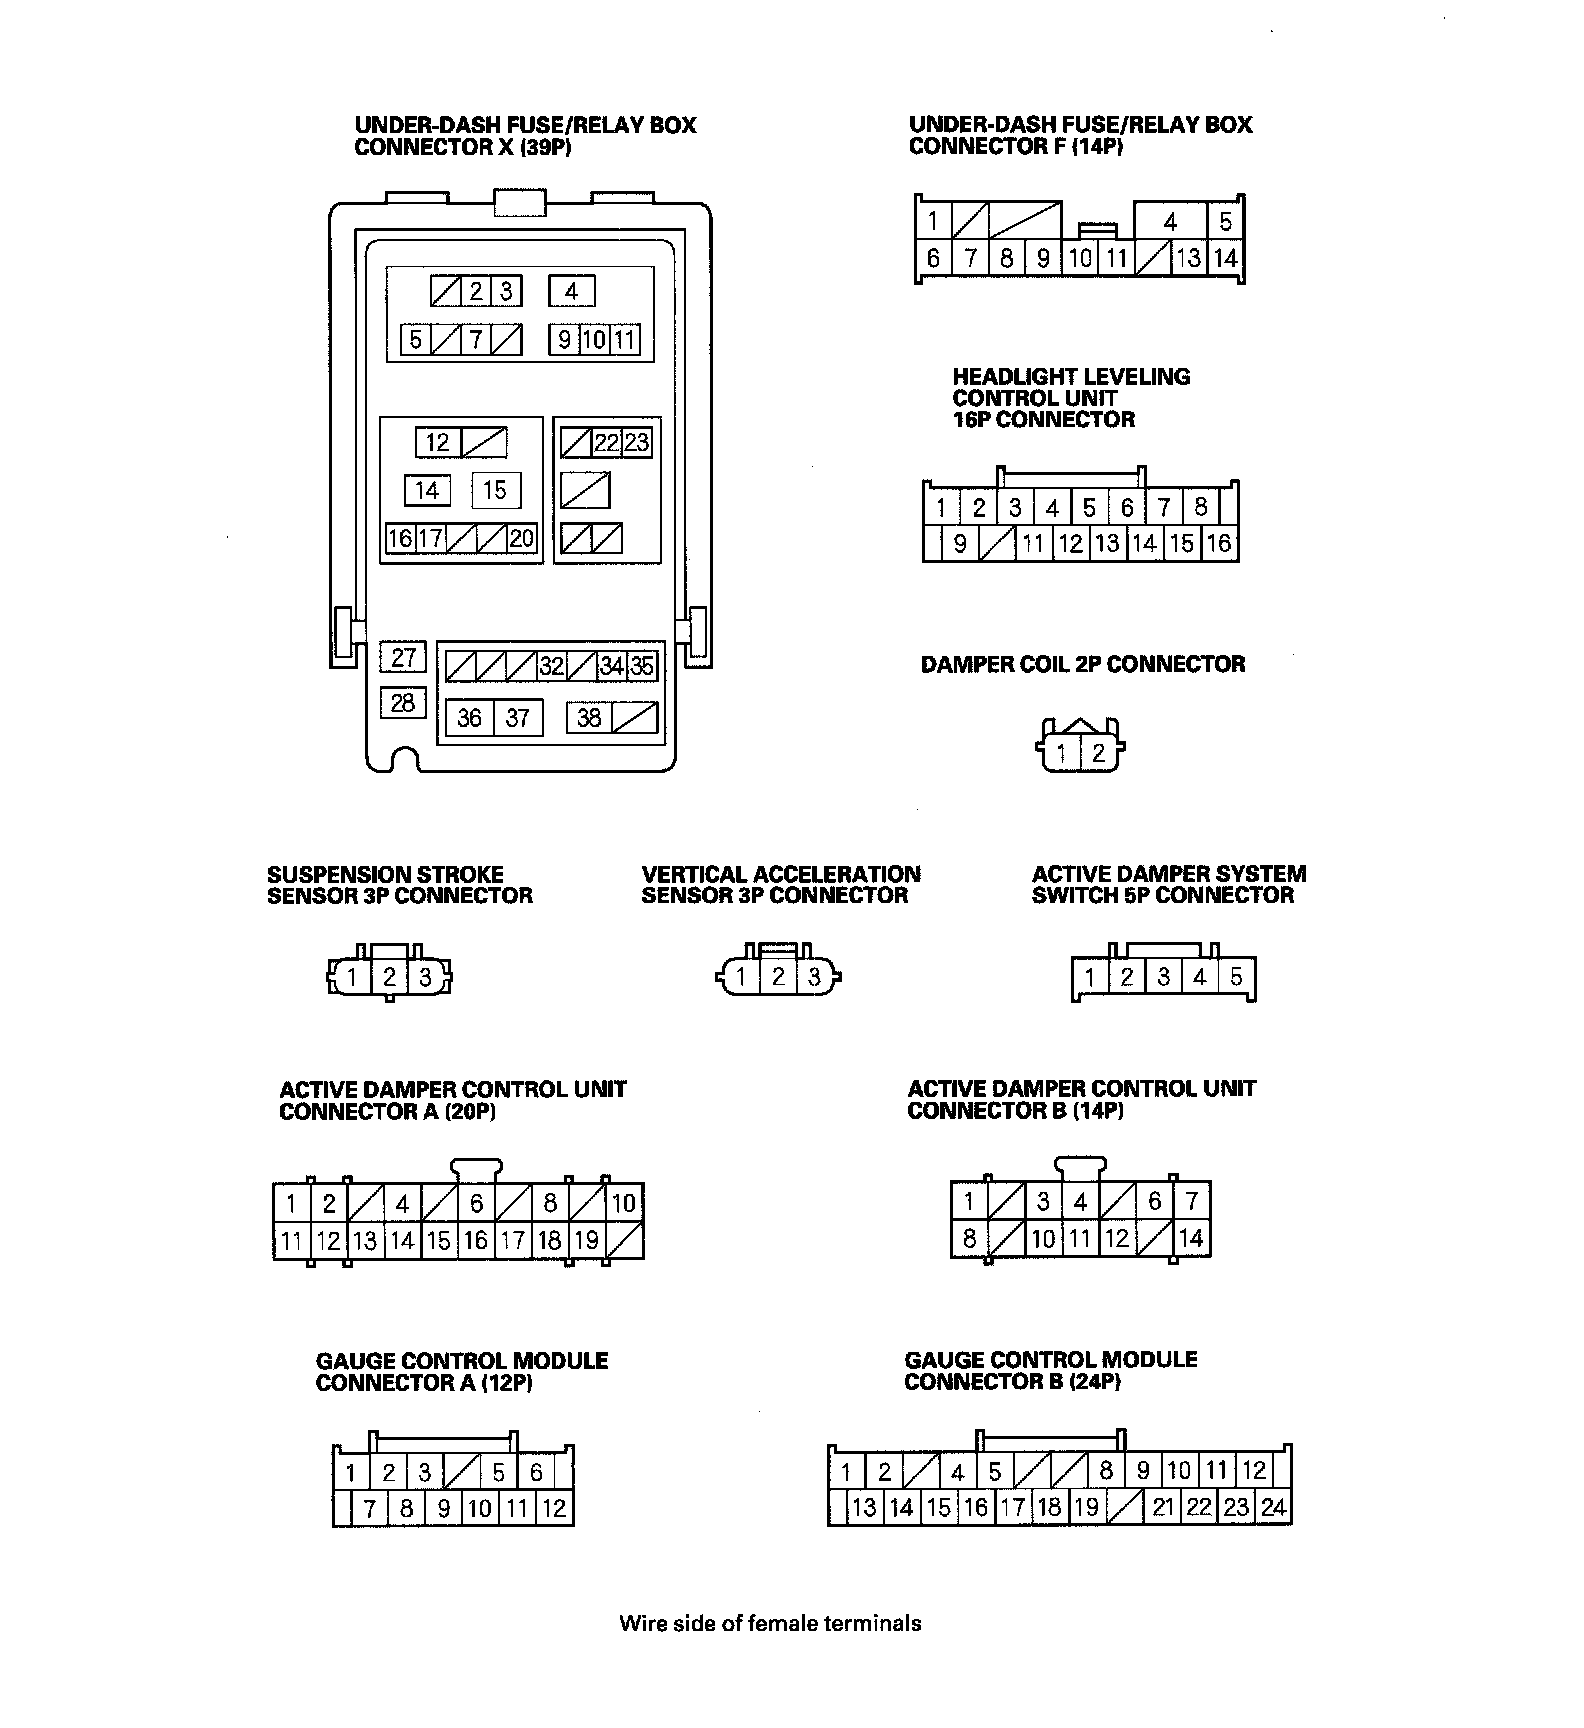 UNDER-DASH FUSE/RELAY BOX
CONNECTOR X (39P)
2 3 4
5 7 9 10 11
12 22 23
14 15
16 17 20
27 32 34 35
28 36 37 38
UNDER-DASH FUSE/RELAY BOX
CONNECTOR F (14P)
1 4 5
6 7 8 9 10 11 13 14
HEADLIGHT LEVELING
CONTROL UNIT
16P CONNECTOR
1 2 3 4 5 6 7 8
9 11 12 13 14 15 16
DAMPER COIL 2P CONNECTOR
1 2
SUSPENSION STROKE
SENSOR 3P CONNECTOR
1 2 3
VERTICAL ACCELERATION
SENSOR 3P CONNECTOR
1 2 3
ACTIVE DAMPER SYSTEM
SWITCH 5P CONNECTOR
1 2 3 4 5
ACTIVE DAMPER CONTROL UNIT
CONNECTOR A (20P)
1 2 4 6 8 10
11 12 13 14 15 16 17 18 19
ACTIVE DAMPER CONTROL UNIT
CONNECTOR B (14P)
1 3 4 6 7
8 10 11 12 14
GAUGE CONTROL MODULE
CONNECTOR A (12P)
1 2 3 5 6
7 8 9 10 11 12
GAUGE CONTROL MODULE
CONNECTOR B (24P)
1 2 4 5 8 9 10 11 12
13 14 15 16 17 18 19 21 22 23 24
Wire side of female terminals